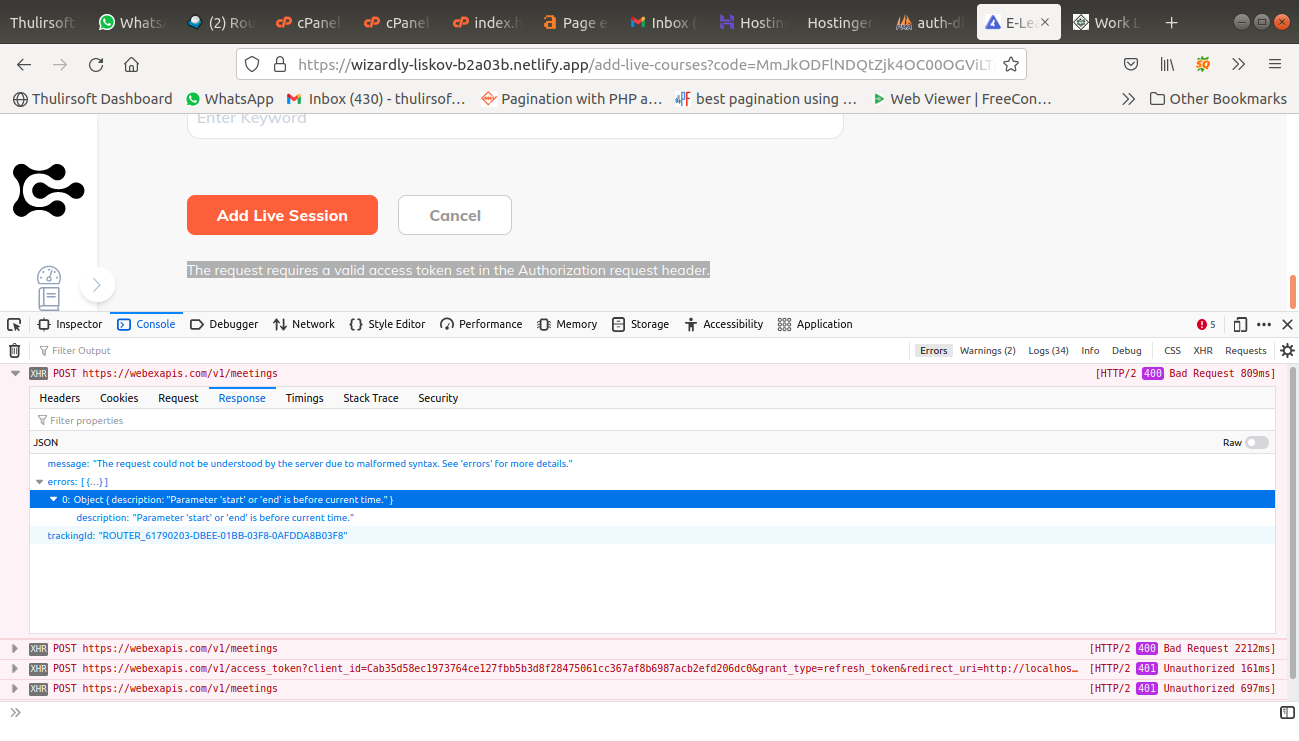 Thulirsoft
Whats
(2) Rou
cPanel
cPanel
index.h
Page e
Inbox (
Hostin
Hostinger
auth-d
E-Le
Work L
https://wizardly-liskov-b2a03b.netlify.app/add-live-courses?code=MmJkODFlNDQtZjk4OC00OGViLT
Thulirsoft Dashboard
WhatsApp
Inbox (430) - thulirsof…
Pagination with PHP a…
best pagination using …
Web Viewer | FreeCon…
Other Bookmarks
Enter Keyword
Add Live Session
Cancel
The request requires a valid access token set in the Authorization request header.
Inspector
Console
Debugger
Network
Style Editor
Performance
Memory
Storage
Accessibility
Application
5
Filter Output
Errors
Warnings (2)
Logs (34)
Info
Debug
CSS
XHR
Requests
XHR POST https://webexapis.com/v1/meetings
[HTTP/2 400 Bad Request 809ms]
Headers
Cookies
Request
Response
Timings
Stack Trace
Security
Filter properties
JSON
Raw
message: "The request could not be understood by the server due to malformed syntax. See 'errors' for more details."
errors: [ {…} ]
0: Object { description: "Parameter 'start' or 'end' is before current time." }
description: "Parameter 'start' or 'end' is before current time."
trackingId: "ROUTER_61790203-DBEE-01BB-03F8-0AFDDA8B03F8"
XHR POST https://webexapis.com/v1/meetings
[HTTP/2 400 Bad Request 2212ms]
XHR POST https://webexapis.com/v1/access_token?client_id=Cab35d58ec1973764ce127fbb5b3d8f28475061cc367af8b6987acb2efd206dc0&grant_type=refresh_token&redirect_uri=http://localhos…
[HTTP/2 401 Unauthorized 161ms]
XHR POST https://webexapis.com/v1/meetings
[HTTP/2 401 Unauthorized 697ms]